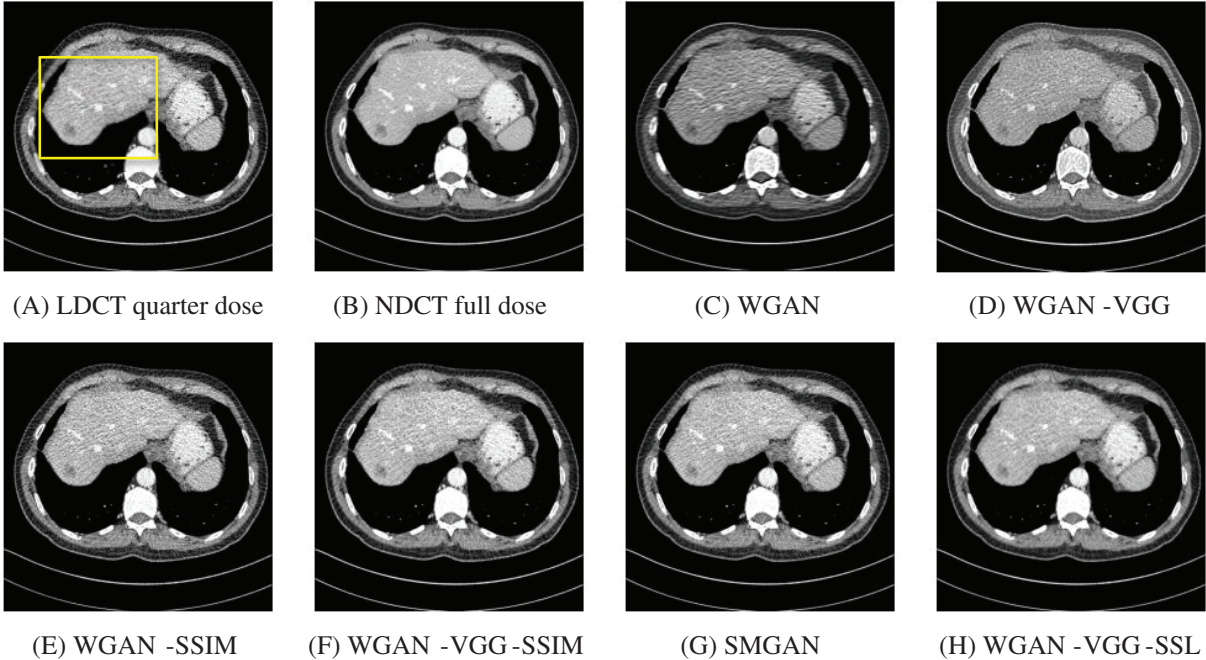 (A) LDCT quarter dose
(B) NDCT full dose
(C) WGAN
(D) WGAN -VGG
(E) WGAN -SSIM
(F) WGAN -VGG -SSIM
(G) SMGAN
(H) WGAN -VGG -SSL